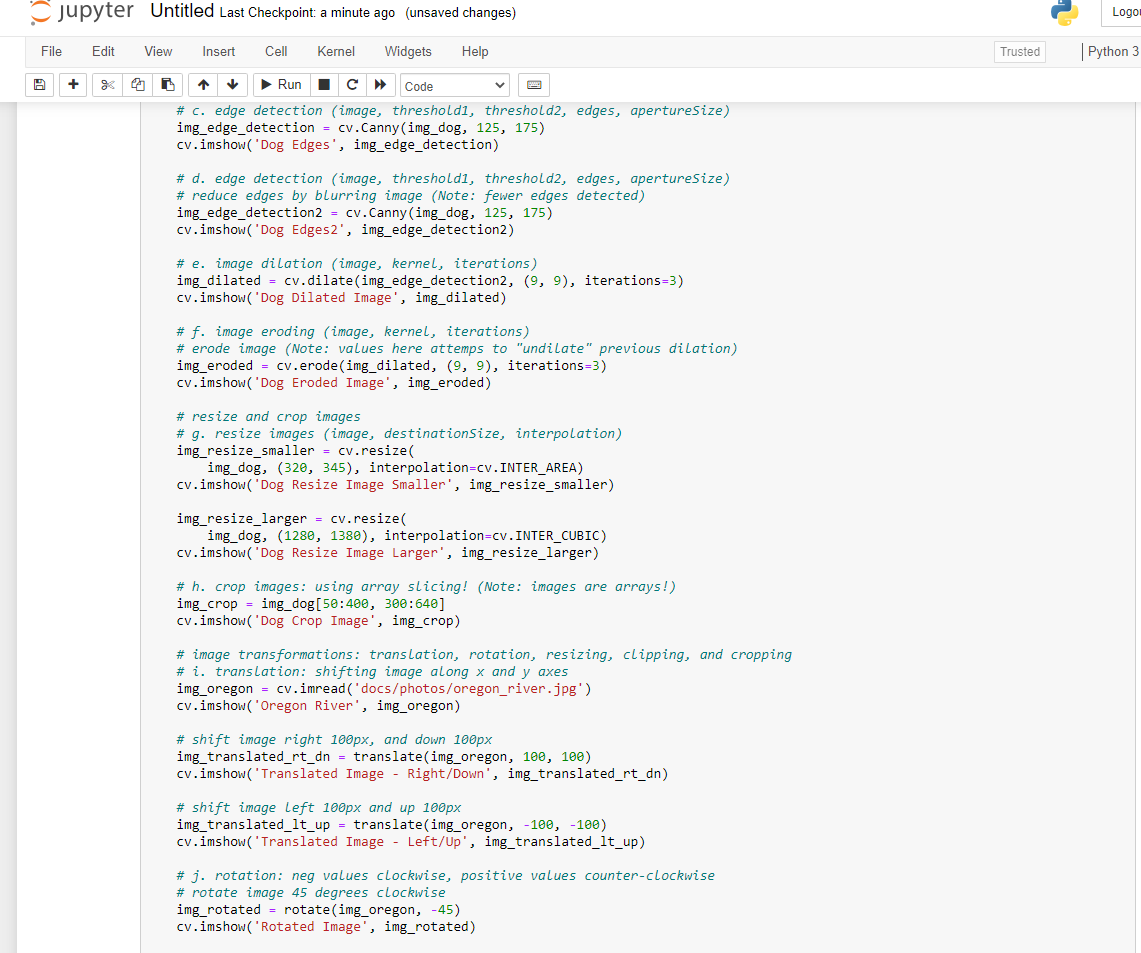 jupyter Untitled Last Checkpoint: a minute ago (unsaved changes)
File Edit View Insert Cell Kernel Widgets Help Trusted Python 3
Run Code
# c. edge detection (image, threshold1, threshold2, edges, apertureSize)
img_edge_detection = cv.Canny(img_dog, 125, 175)
cv.imshow('Dog Edges', img_edge_detection)

# d. edge detection (image, threshold1, threshold2, edges, apertureSize)
# reduce edges by blurring image (Note: fewer edges detected)
img_edge_detection2 = cv.Canny(img_dog, 125, 175)
cv.imshow('Dog Edges2', img_edge_detection2)

# e. image dilation (image, kernel, iterations)
img_dilated = cv.dilate(img_edge_detection2, (9, 9), iterations=3)
cv.imshow('Dog Dilated Image', img_dilated)

# f. image eroding (image, kernel, iterations)
# erode image (Note: values here attemps to "undilate" previous dilation)
img_eroded = cv.erode(img_dilated, (9, 9), iterations=3)
cv.imshow('Dog Eroded Image', img_eroded)

# resize and crop images
# g. resize images (image, destinationSize, interpolation)
img_resize_smaller = cv.resize(
    img_dog, (320, 345), interpolation=cv.INTER_AREA)
cv.imshow('Dog Resize Image Smaller', img_resize_smaller)

img_resize_larger = cv.resize(
    img_dog, (1280, 1380), interpolation=cv.INTER_CUBIC)
cv.imshow('Dog Resize Image Larger', img_resize_larger)

# h. crop images: using array slicing! (Note: images are arrays!)
img_crop = img_dog[50:400, 300:640]
cv.imshow('Dog Crop Image', img_crop)

# image transformations: translation, rotation, resizing, clipping, and cropping
# i. translation: shifting image along x and y axes
img_oregon = cv.imread('docs/photos/oregon_river.jpg')
cv.imshow('Oregon River', img_oregon)

# shift image right 100px, and down 100px
img_translated_rt_dn = translate(img_oregon, 100, 100)
cv.imshow('Translated Image - Right/Down', img_translated_rt_dn)

# shift image left 100px and up 100px
img_translated_lt_up = translate(img_oregon, -100, -100)
cv.imshow('Translated Image - Left/Up', img_translated_lt_up)

# j. rotation: neg values clockwise, positive values counter-clockwise
# rotate image 45 degrees clockwise
img_rotated = rotate(img_oregon, -45)
cv.imshow('Rotated Image', img_rotated)